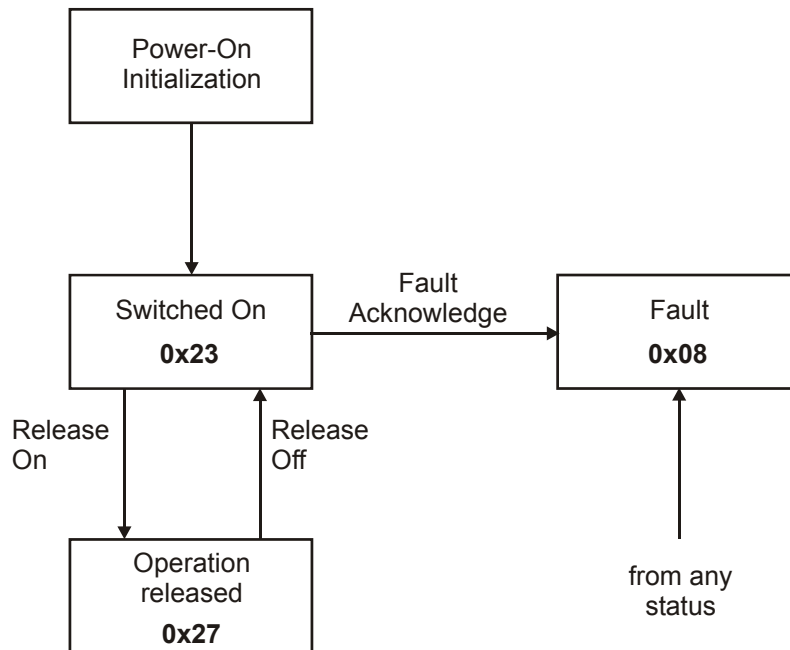 Power-On
Initialization
Switched On
0x23
Fault
Acknowledge
Fault
0x08
Release
On
Release
Off
Operation
released
0x27
from any
status